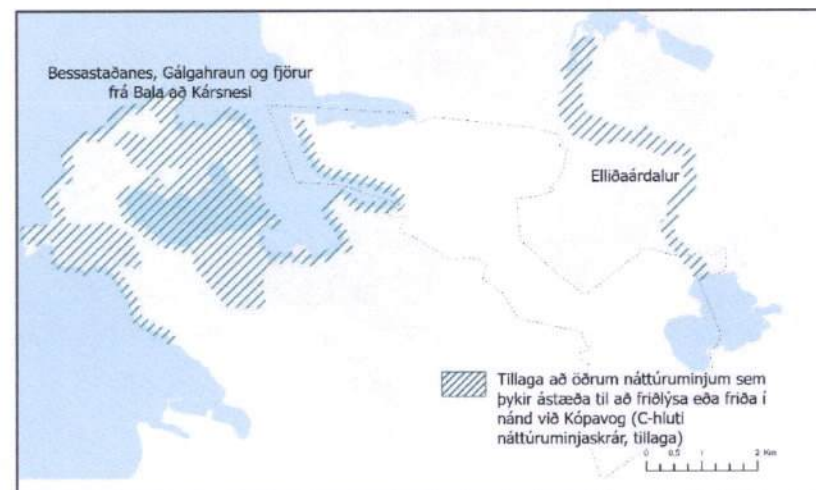 Bessastaðanes, Gálgahraun og fjörur
frá Bala að Kársnesi
Elliðaárdalur
Tillaga að öðrum náttúruminjum sem
þykir ástæða til að friðlýsa eða friða í
nánd við Kópavog (C-hluti
náttúruminjaskrár, tillaga)
0 0.5 1 2 Km